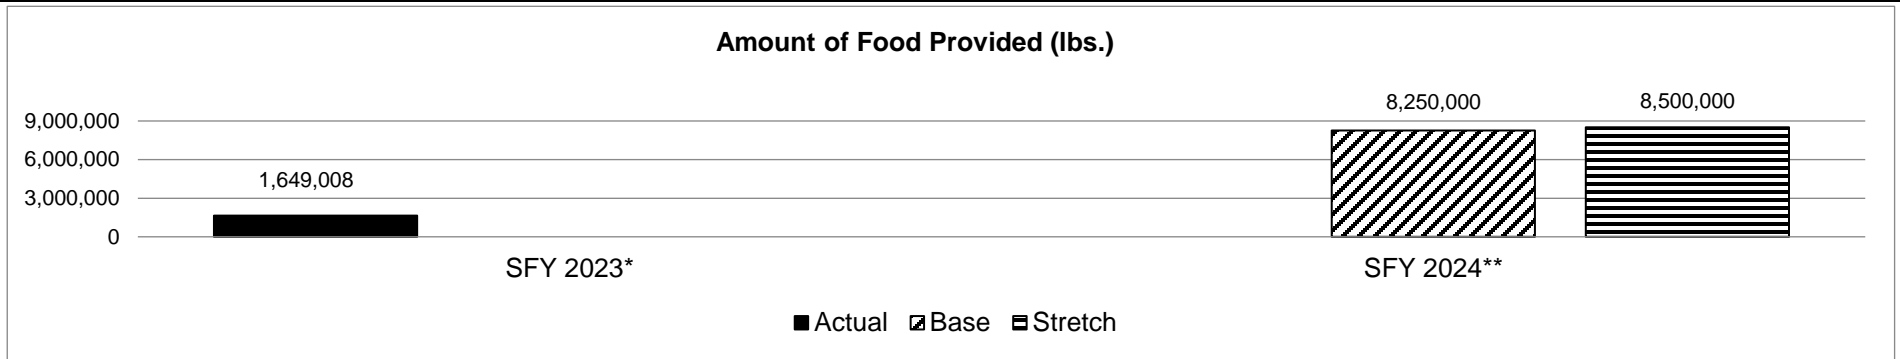 Amount of Food Provided (lbs.)
8,250,000
8,500,000
9,000,000
6,000,000
1,649,008
3,000,000
0
SFY 2023*
SFY 2024**
Actual
Base
Stretch